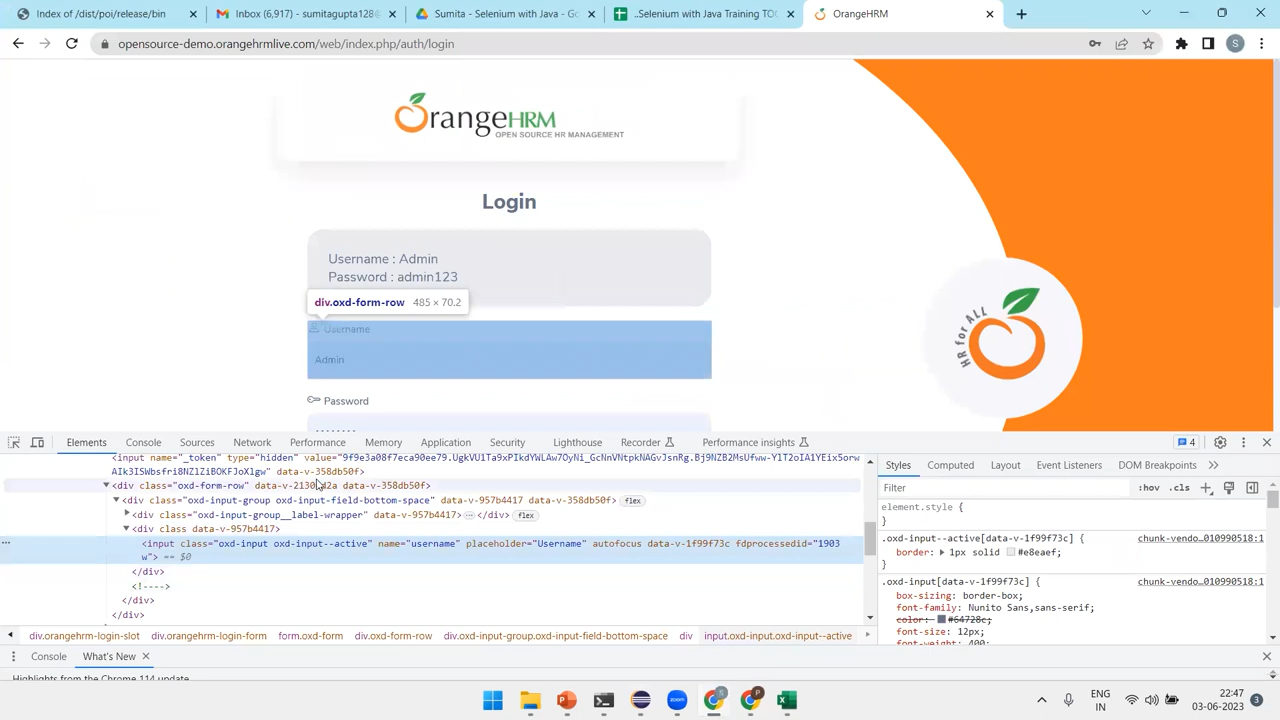 Index of /dist/poi/release/bin
Inbox (6,917) - sumitagupta128@
Sumita - Selenium with Java - Go
..Selenium with Java Training TO
OrangeHRM
opensource-demo.orangehrmlive.com/web/index.php/auth/login
S
OrangeHRM
OPEN SOURCE HR MANAGEMENT
Login
Username : Admin
Password : admin123
div.oxd-form-row 485 × 70.2
Username
Admin
Password
HR for ALL
Elements Console Sources Network Performance Memory Application Security Lighthouse Recorder Performance insights 4
<input name="_token" type="hidden" value="9f9e3a08f7eca90ee79.UgkVUITa9xPIkdYWLAw7OyNi_GcNnVNtpkNAGvJsnRg.Bj9NZB2MsUfww-YlT2oIAlYEix5yorw
AIk3ISWbsfri8NZlZiBOKFJoXlgw" data-v-358db50f>
<div class="oxd-form-row" data-v-358db50f>
<div class="oxd-input-group oxd-input-field-bottom-space" data-v-957b4417 data-v-358db50f> flex
<div class="oxd-input-group__label-wrapper" data-v-957b4417> … </div> flex
<div class data-v-957b4417>
<input class="oxd-input oxd-input--active" name="username" placeholder="Username" autofocus data-v-1f99f73c fdprocessedid="1903
w"> == $0
</div>
<!---->
</div>
</div>
div.orangehrm-login-slot div.orangehrm-login-form form.oxd-form div.oxd-form-row div.oxd-input-group.oxd-input-field-bottom-space div input.oxd-input.oxd-input--active
Styles Computed Layout Event Listeners DOM Breakpoints
Filter :hov .cls
element.style {
}
.oxd-input--active[data-v-1f99f73c] { chunk-vendo…010990518:1
border: 1px solid #e8eaef;
}
.oxd-input[data-v-1f99f73c] { chunk-vendo…010990518:1
box-sizing: border-box;
font-family: Nunito Sans,sans-serif;
color: #64728c;
font-size: 12px;
font-weight: 400;
Console What's New
Highlights from the Chrome 114 update
ENG
IN
22:47
03-06-2023
3